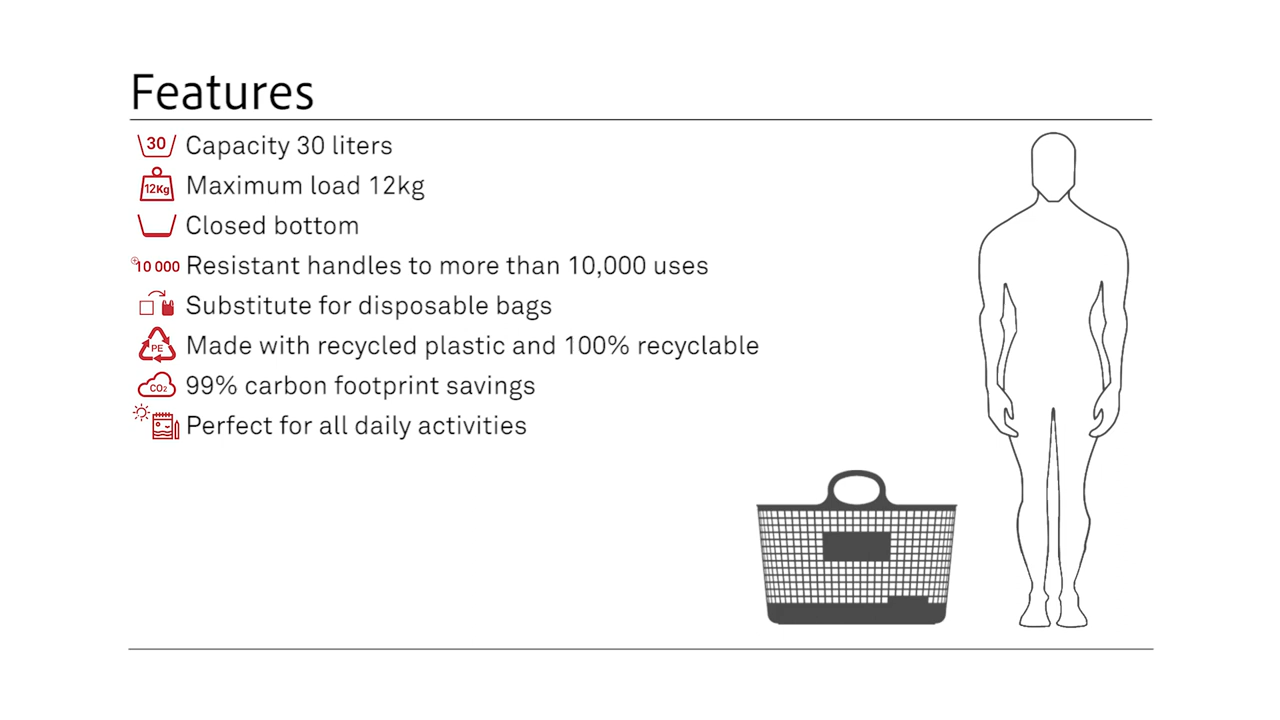 Features
30 Capacity 30 liters
12Kg Maximum load 12kg
Closed bottom
+10 000 Resistant handles to more than 10,000 uses
Substitute for disposable bags
PE Made with recycled plastic and 100% recyclable
CO₂ 99% carbon footprint savings
Perfect for all daily activities